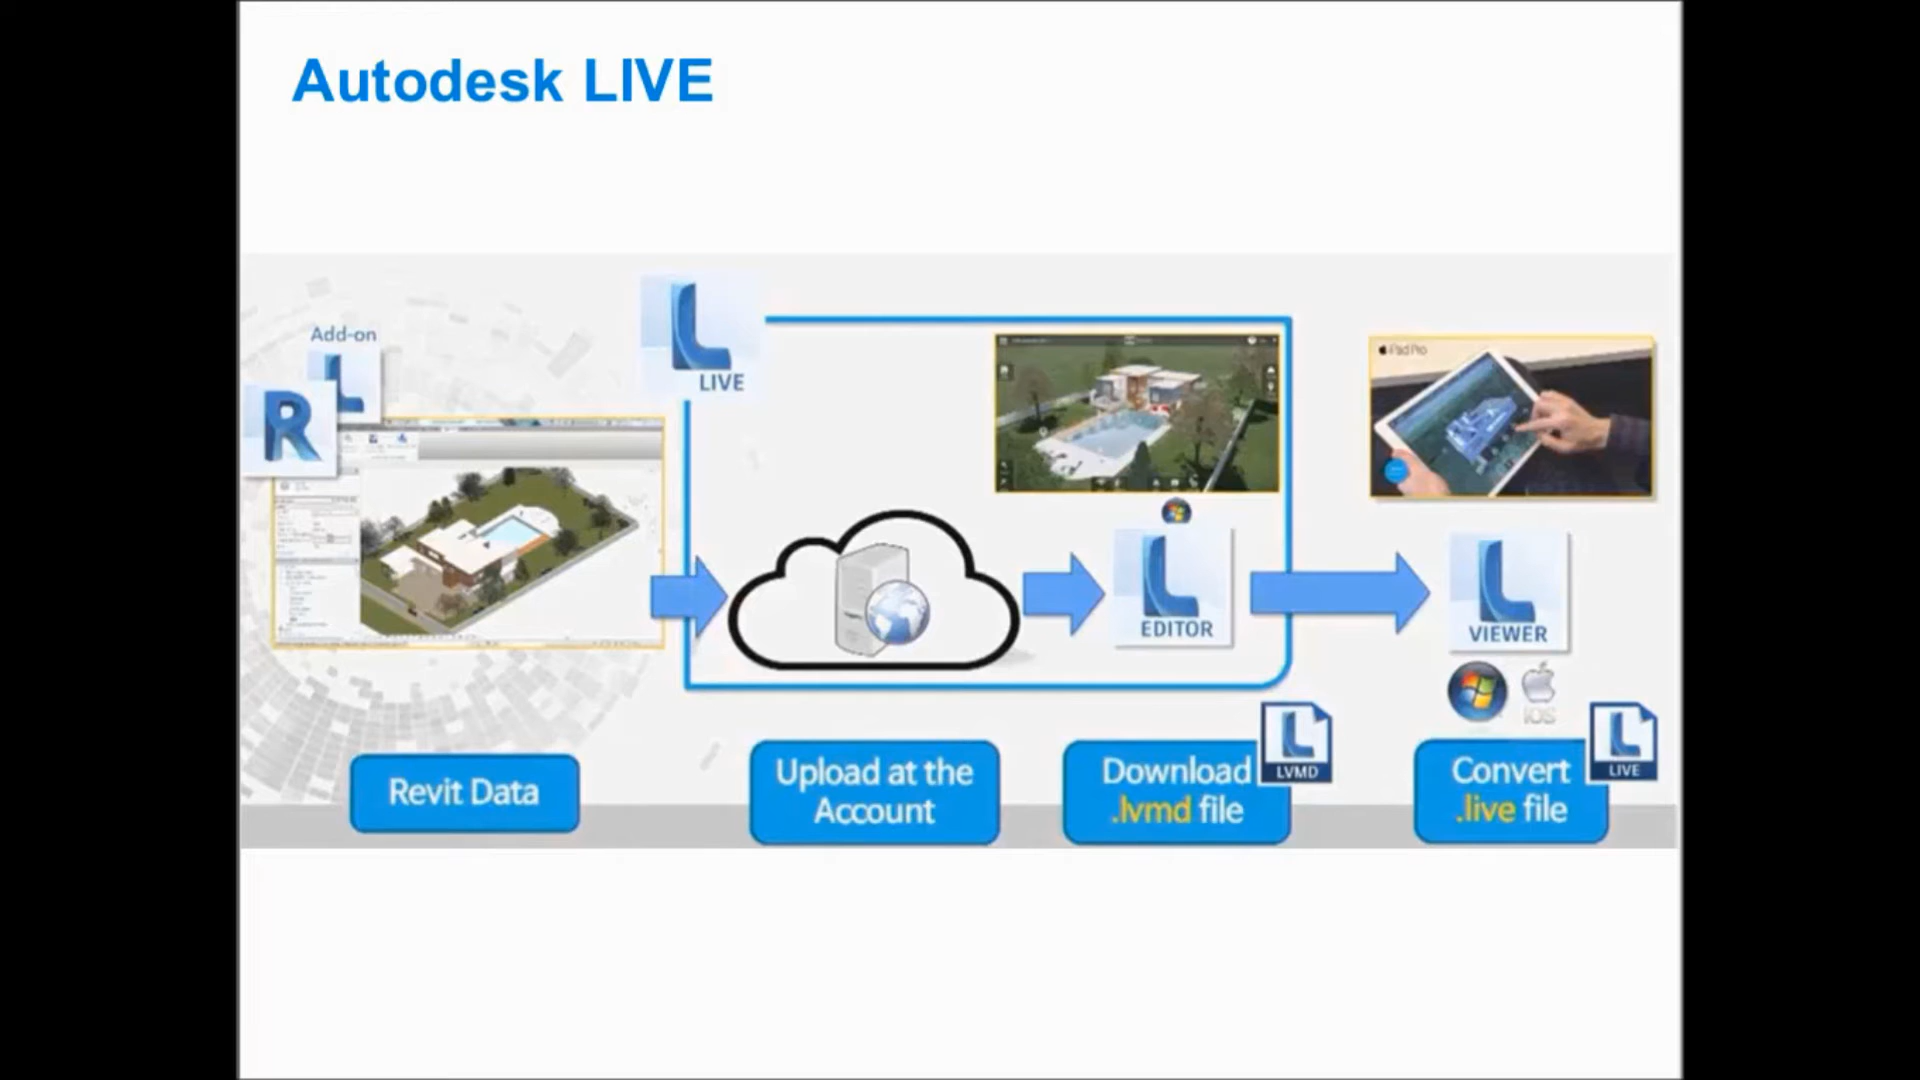 Autodesk LIVE
Add-on
R
L
L
LIVE
iPad Pro
L
EDITOR
L
VIEWER
iOS
Revit Data
Upload at the
Account
Download
.lvmd file
L
LVMD
Convert
.live file
L
LIVE